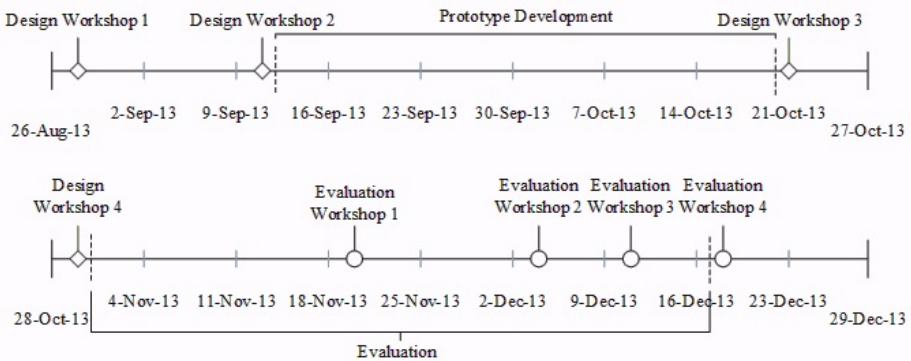 Prototype Development
Design Workshop 1 Design Workshop 2 Design Workshop 3
2-Sep-13 9-Sep-13 16-Sep-13 23-Sep-13 30-Sep-13 7-Oct-13 14-Oct-13 21-Oct-13
26-Aug-13 27-Oct-13
Design
Workshop 4
Evaluation
Workshop 1
Evaluation
Workshop 2
Evaluation
Workshop 3
Evaluation
Workshop 4
4-Nov-13 11-Nov-13 18-Nov-13 25-Nov-13 2-Dec-13 9-Dec-13 16-Dec-13 23-Dec-13
28-Oct-13 29-Dec-13
Evaluation